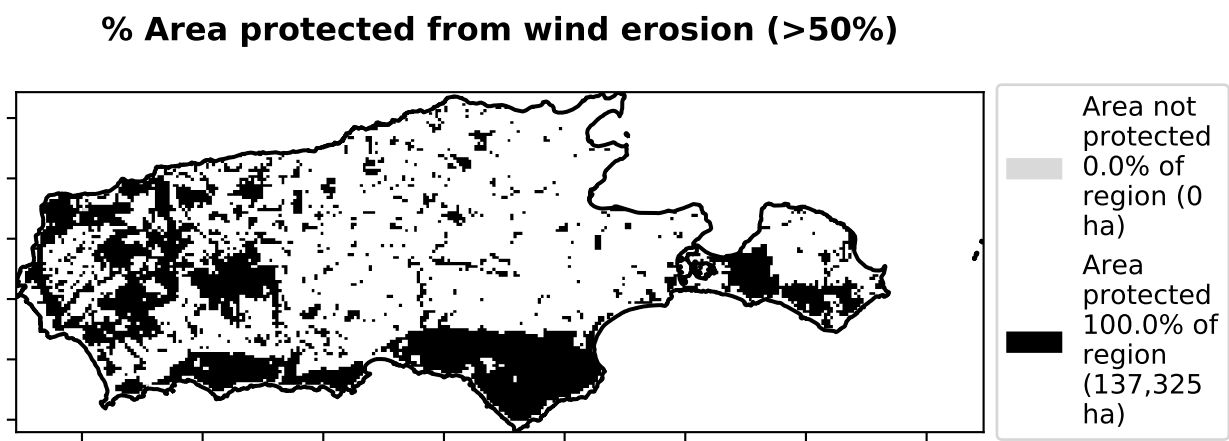 % Area protected from wind erosion (>50%)
Area not
protected
0.0% of
region (0
ha)
Area
protected
100.0% of
region
(137,325
ha)